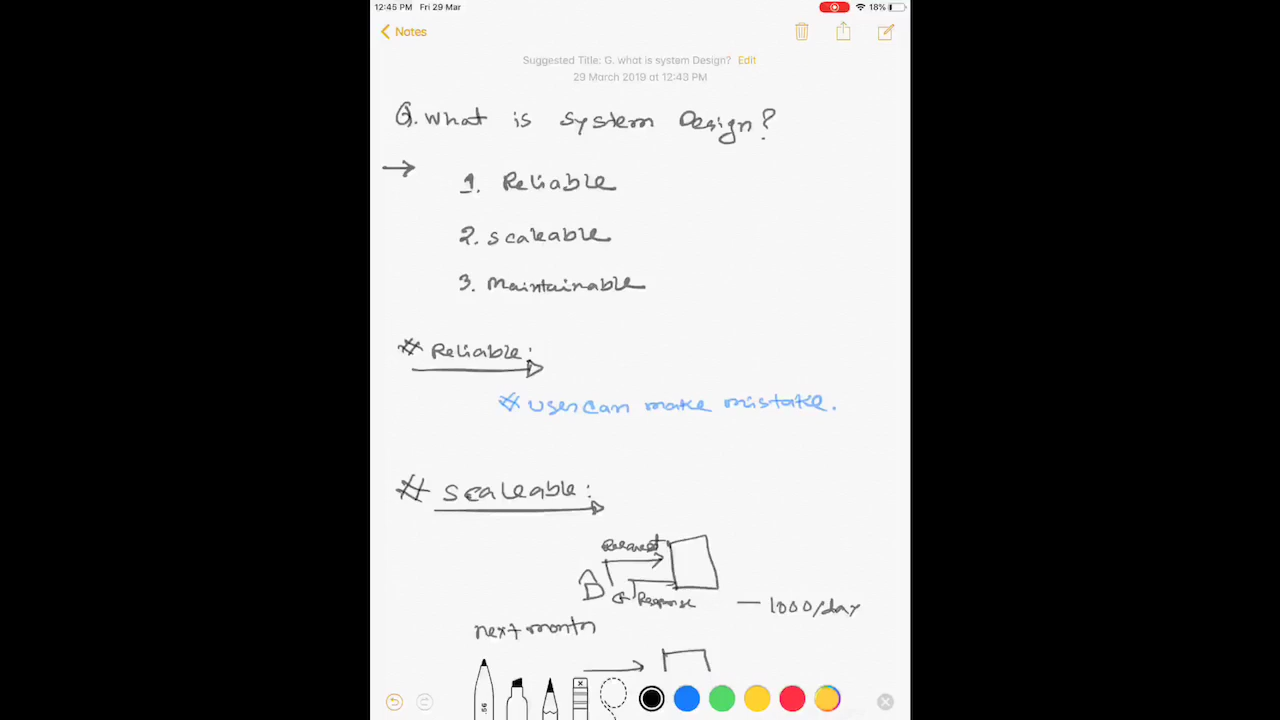 12:45 PM Fri 29 Mar 18%
Notes
Suggested Title: G. what is system Design? Edit
29 March 2019 at 12:43 PM
Q. What is system Design?
→ 1. Reliable
2. scaleable
3. Maintainable
# Reliable:
* user can make mistake.
# scaleable:
Request
Response
— 1000/day
next month